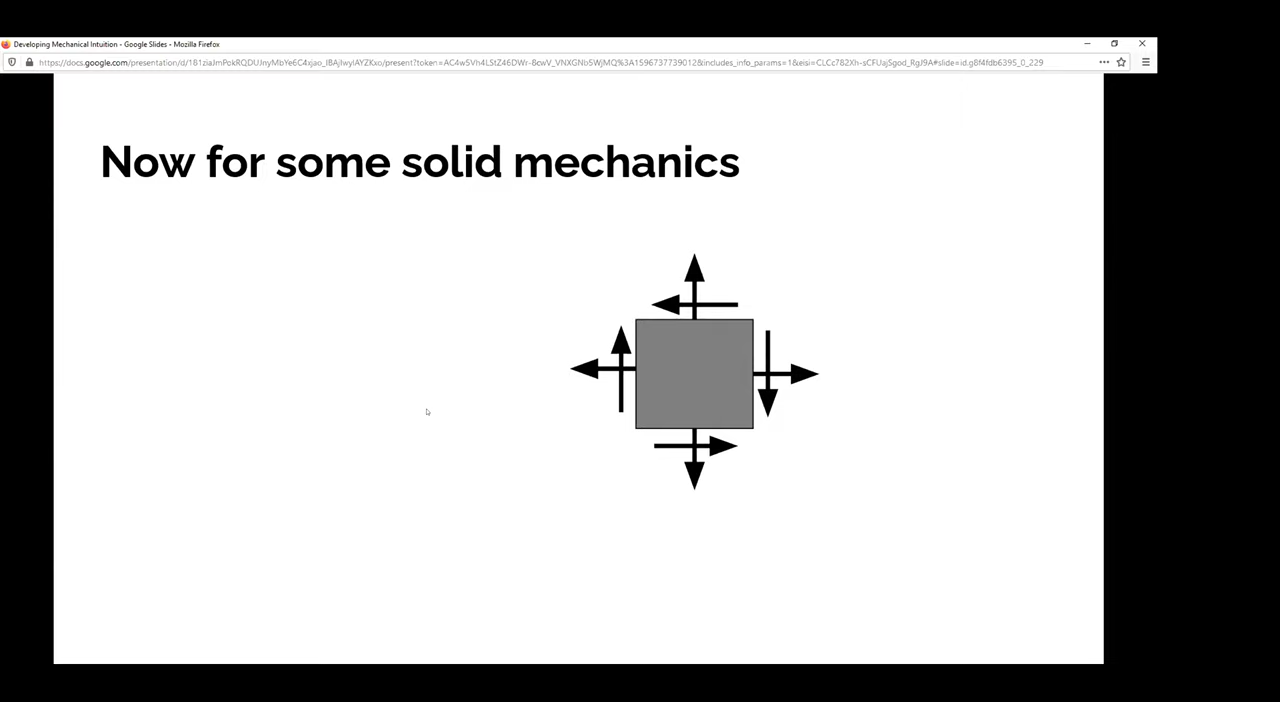 Developing Mechanical Intuition - Google Slides - Mozilla Firefox
Now for some solid mechanics